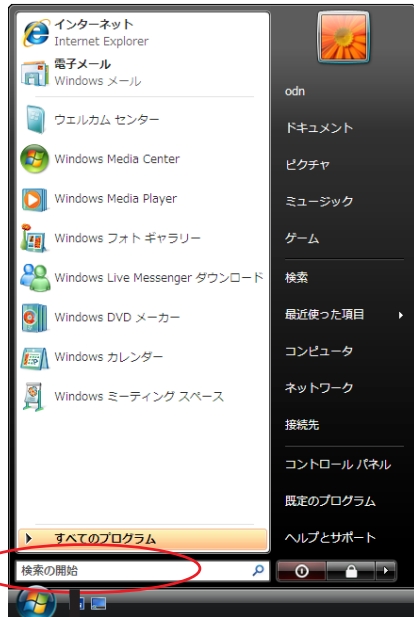 インターネット
Internet Explorer
電子メール
Windows メール
ウェルカム センター
Windows Media Center
Windows Media Player
Windows フォト ギャラリー
Windows Live Messenger ダウンロード
Windows DVD メーカー
Windows カレンダー
Windows ミーティング スペース
すべてのプログラム
検索の開始
odn
ドキュメント
ピクチャ
ミュージック
ゲーム
検索
最近使った項目
コンピュータ
ネットワーク
接続先
コントロール パネル
既定のプログラム
ヘルプとサポート